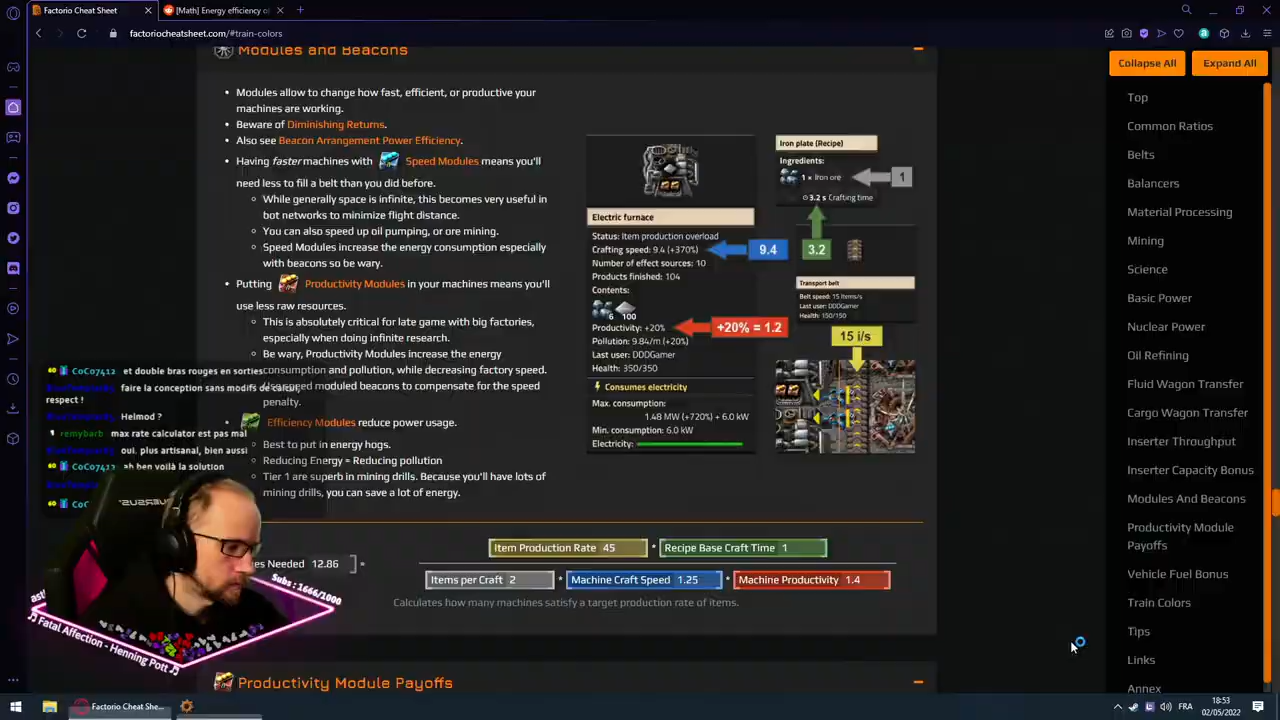 Factorio Cheat Sheet
[Math] Energy efficiency o
factoriocheatsheet.com/#train-colors
Modules and Beacons
Modules allow to change how fast, efficient, or productive your
machines are working.
Beware of Diminishing Returns.
Also see Beacon Arrangement Power Efficiency.
Having faster machines with Speed Modules means you'll
need less to fill a belt than you did before.
While generally space is infinite, this becomes very useful in
bot networks to minimize flight distance.
You can also speed up oil pumping, or ore mining.
Speed Modules increase the energy consumption especially
with beacons so be wary.
Putting Productivity Modules in your machines means you'll
use less raw resources.
This is absolutely critical for late game with big factories,
especially when doing infinite research.
Be wary, Productivity Modules increase the energy
consumption and pollution, while decreasing factory speed.
Use speed moduled beacons to compensate for the speed
penalty.
Efficiency Modules reduce power usage.
Best to put in energy hogs.
Reducing Energy = Reducing pollution
Tier 1 are superb in mining drills. Because you'll have lots of
mining drills, you can save a lot of energy.
Electric furnace
Status: Item production overload
Crafting speed: 9.4 (+370%)
Number of effect sources: 10
Products finished: 104
Contents:
6 100
Productivity: +20%
Pollution: 9.84/m (+20%)
Last user: DDDGamer
Health: 350/350
Consumes electricity
Max. consumption:
1.48 MW (+720%) + 6.0 kW
Min. consumption: 6.0 kW
Electricity:
9.4
+20% = 1.2
Iron plate (Recipe)
Ingredients:
1 × Iron ore
1
3.2 s Crafting time
3.2
Transport belt
Belt speed: 15 Items/s
Last user: DDDGamer
Health: 150/150
15 i/s
CoCo7412 et double bras rouges en sorties
faire la conception sans modifs
respect !
Helmod ?
1 remybarb max rate calculator est pas mal
oui. plus artisanal, bien aussi
CoCo7412 ah ben voilà la solution
CoC
es Needed 12.86 =
Item Production Rate 45 * Recipe Base Craft Time 1
Items per Craft 2 * Machine Craft Speed 1.25 * Machine Productivity 1.4
Calculates how many machines satisfy a target production rate of items.
Subs : 1666/1000
♫ Fatal Affection - Henning Pott ♫
Productivity Module Payoffs
Collapse All
Expand All
Top
Common Ratios
Belts
Balancers
Material Processing
Mining
Science
Basic Power
Nuclear Power
Oil Refining
Fluid Wagon Transfer
Cargo Wagon Transfer
Inserter Throughput
Inserter Capacity Bonus
Modules And Beacons
Productivity Module
Payoffs
Vehicle Fuel Bonus
Train Colors
Tips
Links
Annex
Factorio Cheat She...
FRA
18:53
02/05/2022